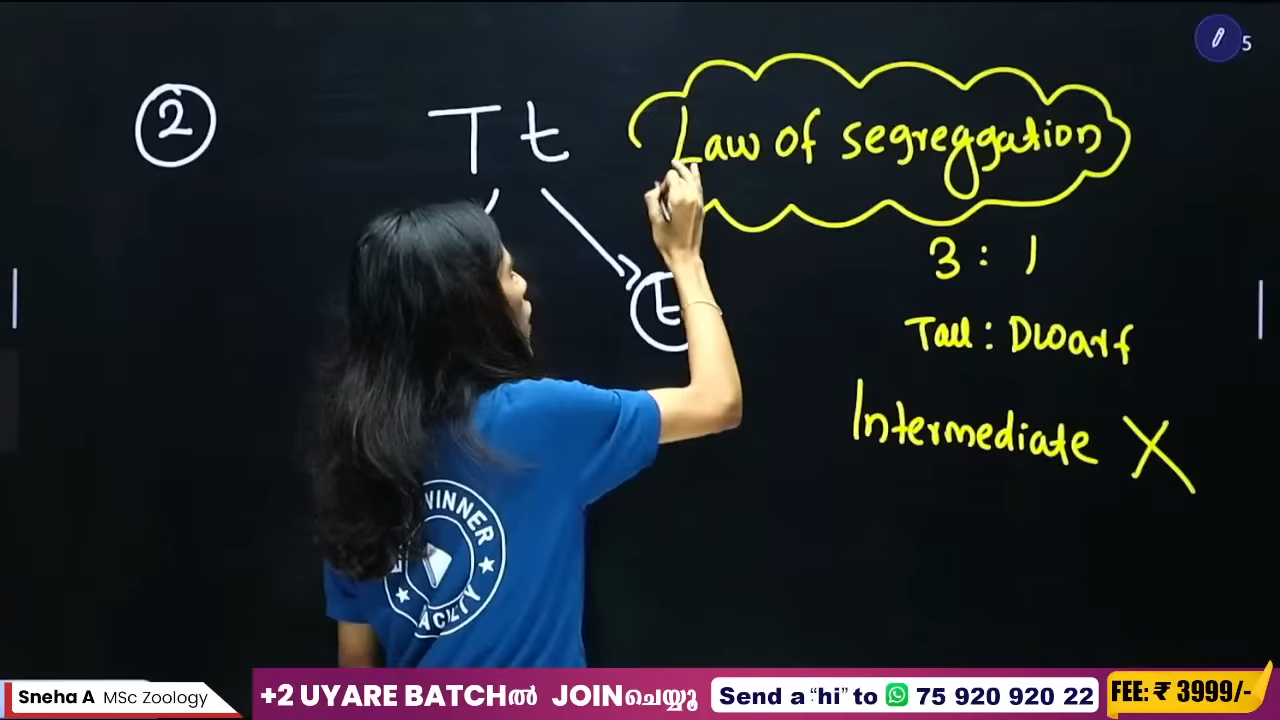 5
2
T t
Law of segreggation
t
3 : 1
Tall : Dwarf
Intermediate X
WINNER
Sneha A MSc Zoology
+2 UYARE BATCHൽ JOINചെയ്യൂ
Send a “hi” to 75 920 920 22
FEE: ₹ 3999/-